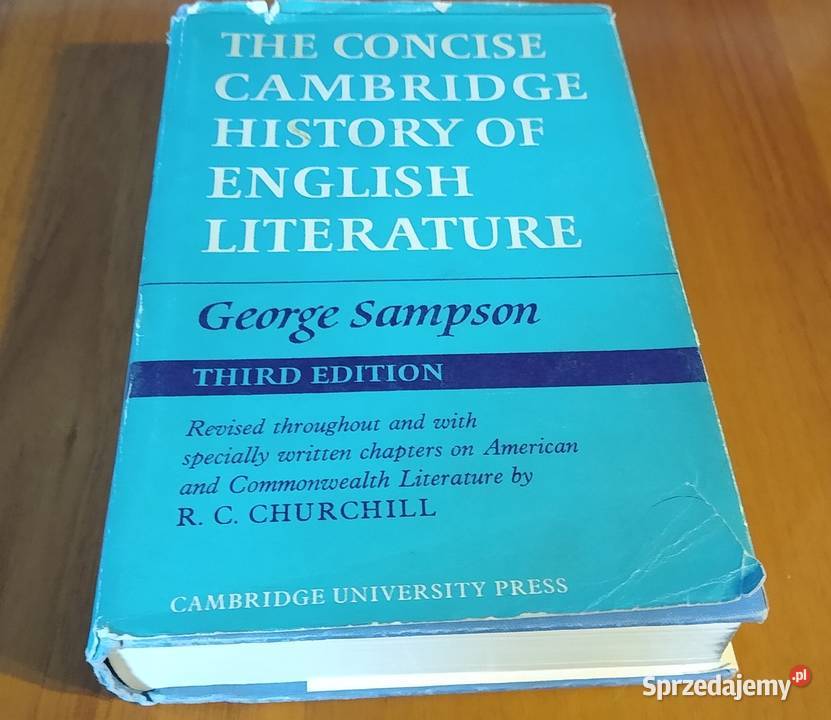 THE CONCISE
CAMBRIDGE
HISTORY OF
ENGLISH
LITERATURE
George Sampson
THIRD EDITION
Revised throughout and with
specially written chapters on American
and Commonwealth Literature by
R. C. CHURCHILL
CAMBRIDGE UNIVERSITY PRESS
Sprzedajemy.pl